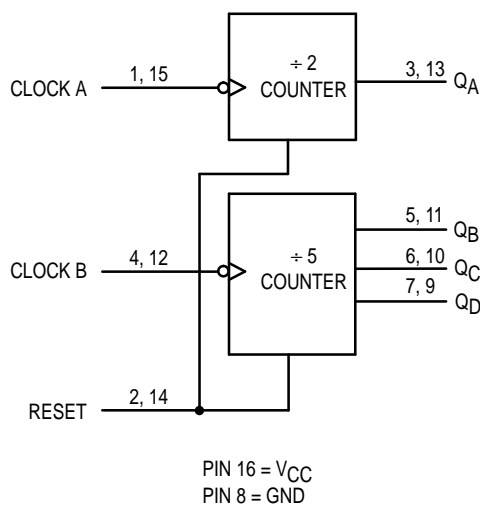 ÷ 2
COUNTER
CLOCK A
1, 15
3, 13
QA
÷ 5
COUNTER
CLOCK B
4, 12
5, 11
QB
6, 10
QC
7, 9
QD
RESET
2, 14
PIN 16 = VCC
PIN 8 = GND